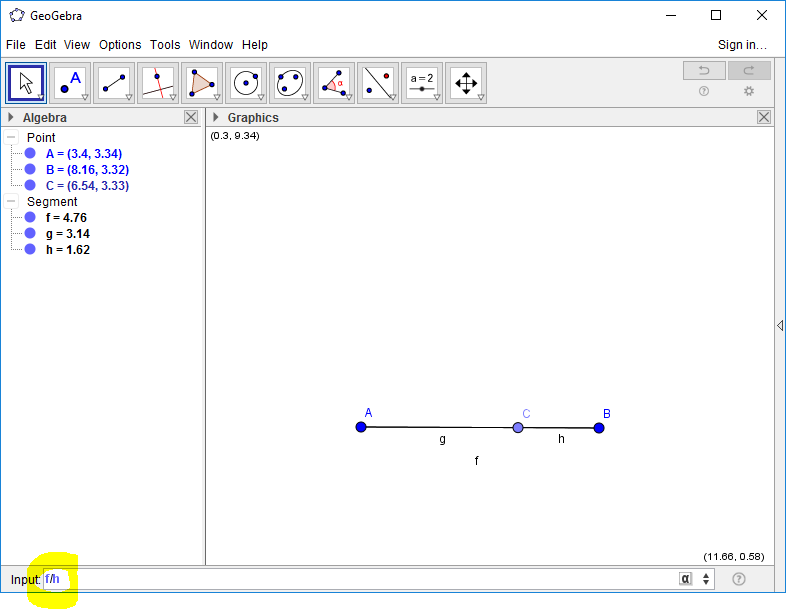 GeoGebra
File Edit View Options Tools Window Help Sign in...
A α a = 2
Algebra
Graphics
Point
A = (3.4, 3.34)
B = (8.16, 3.32)
C = (6.54, 3.33)
Segment
f = 4.76
g = 3.14
h = 1.62
(0.3, 9.34)
A C B
g h
f
(11.66, 0.58)
Input: f/h α